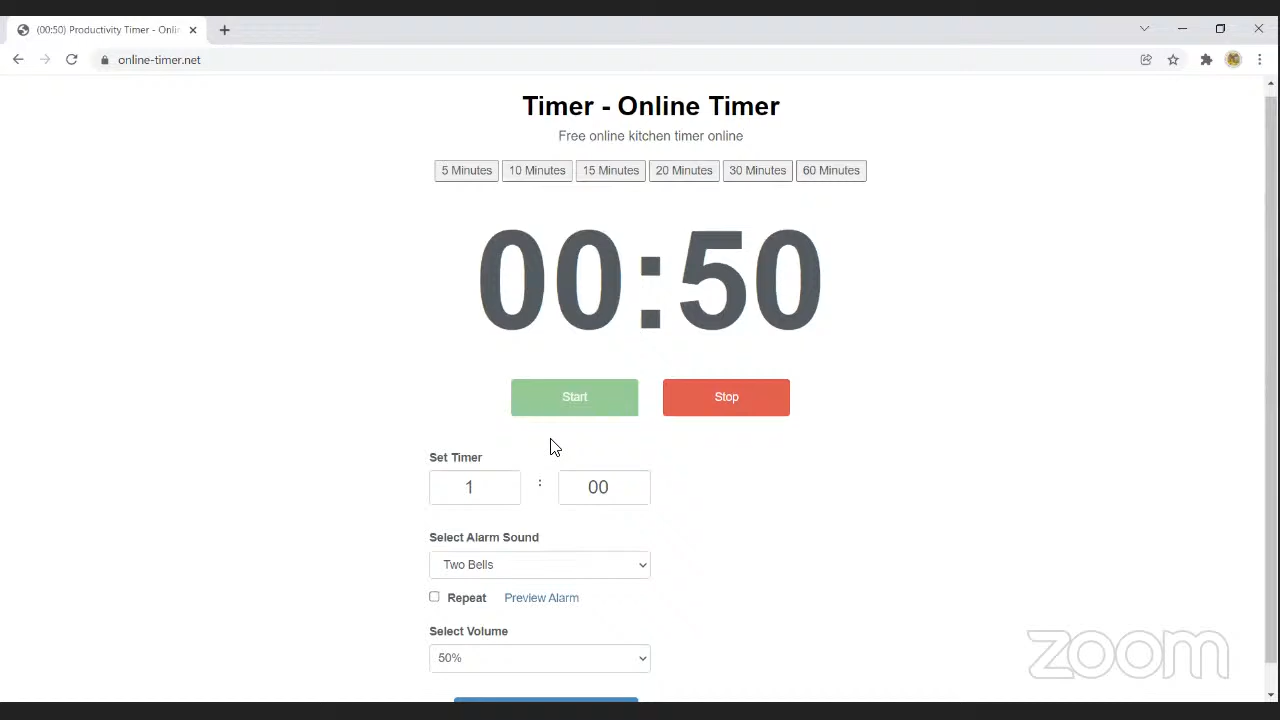 (00:50) Productivity Timer - Onli
online-timer.net
Timer - Online Timer
Free online kitchen timer online
5 Minutes 10 Minutes 15 Minutes 20 Minutes 30 Minutes 60 Minutes
00:50
Start Stop
Set Timer
1 : 00
Select Alarm Sound
Two Bells
Repeat Preview Alarm
Select Volume
50%
zoom